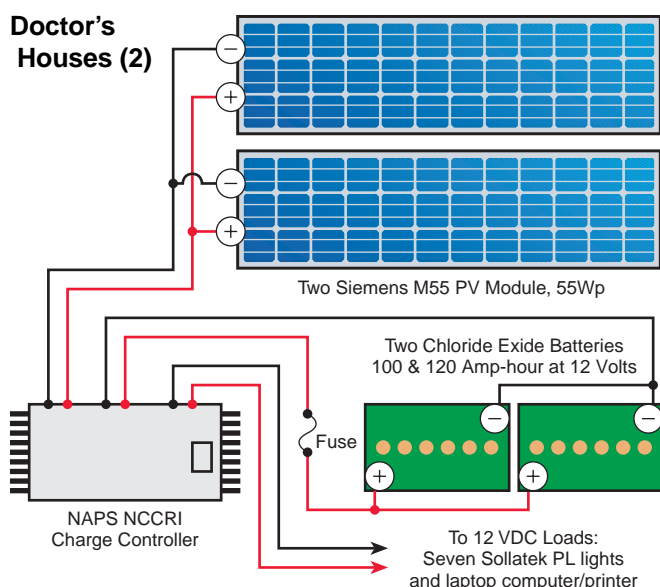 Doctor's
Houses (2)
−
+
−
+
Two Siemens M55 PV Module, 55Wp
Two Chloride Exide Batteries
100 & 120 Amp-hour at 12 Volts
−
−
Fuse
+
+
NAPS NCCRI
Charge Controller
To 12 VDC Loads:
Seven Sollatek PL lights
and laptop computer/printer